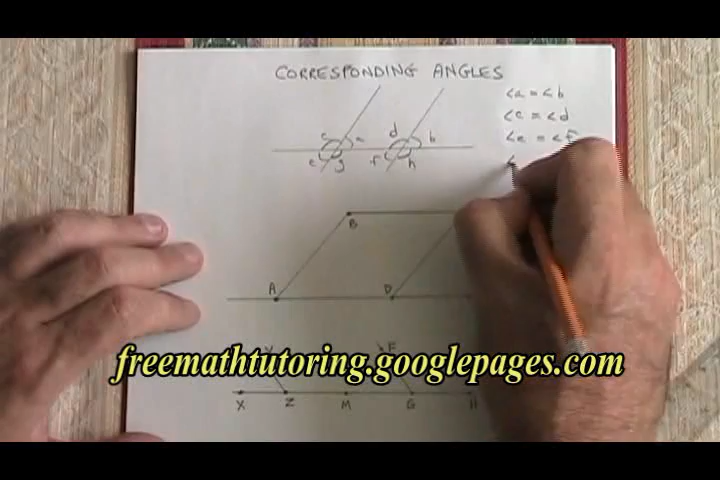 CORRESPONDING ANGLES
∠a = ∠b
∠c = ∠d
∠e = ∠f
∠
c a d b
e g f h
B
A D
Y F
freemathtutoring.googlepages.com
X Z M G H